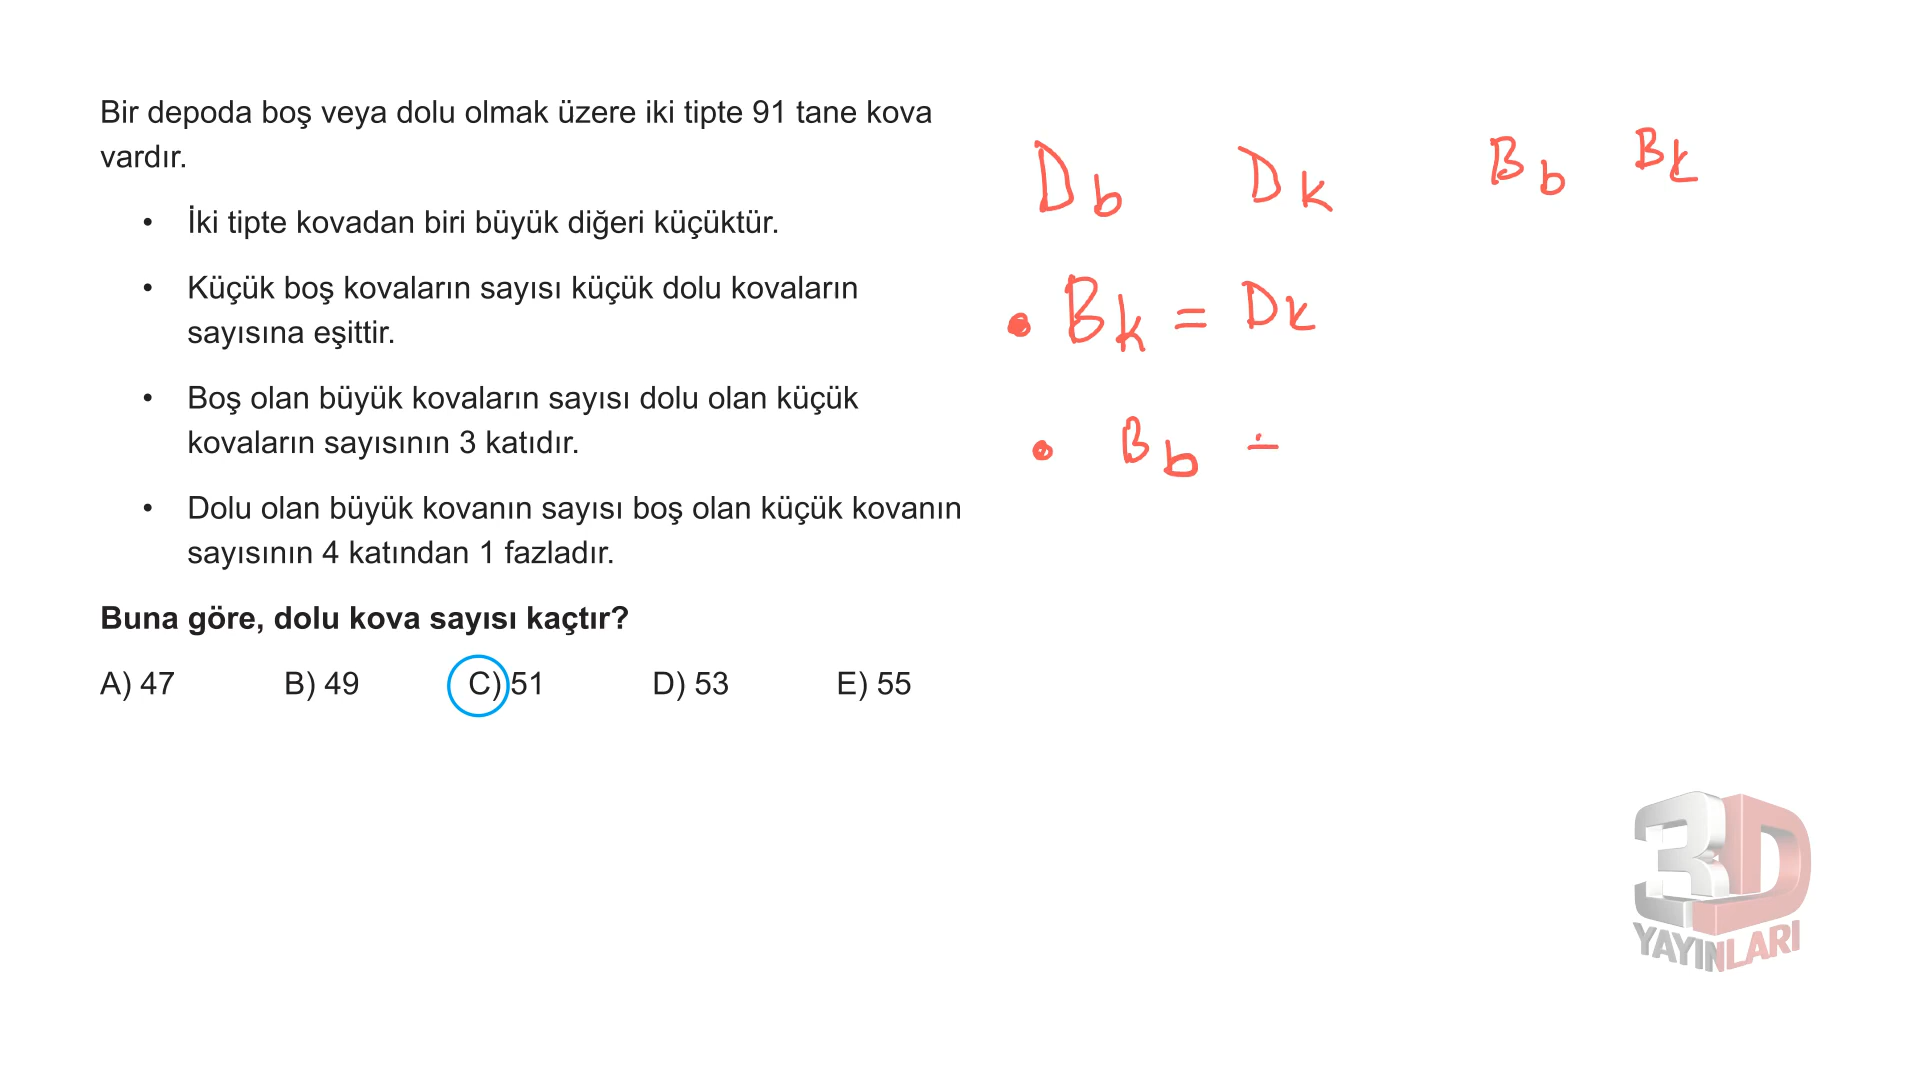 Bir depoda boş veya dolu olmak üzere iki tipte 91 tane kova
vardır.
• İki tipte kovadan biri büyük diğeri küçüktür.
• Küçük boş kovaların sayısı küçük dolu kovaların
sayısına eşittir.
• Boş olan büyük kovaların sayısı dolu olan küçük
kovaların sayısının 3 katıdır.
• Dolu olan büyük kovanın sayısı boş olan küçük kovanın
sayısının 4 katından 1 fazladır.
Buna göre, dolu kova sayısı kaçtır?
A) 47 B) 49 C) 51 D) 53 E) 55
Db Dk Bb Bk
• Bk = Dk
• Bb =
3D
YAYINLARI